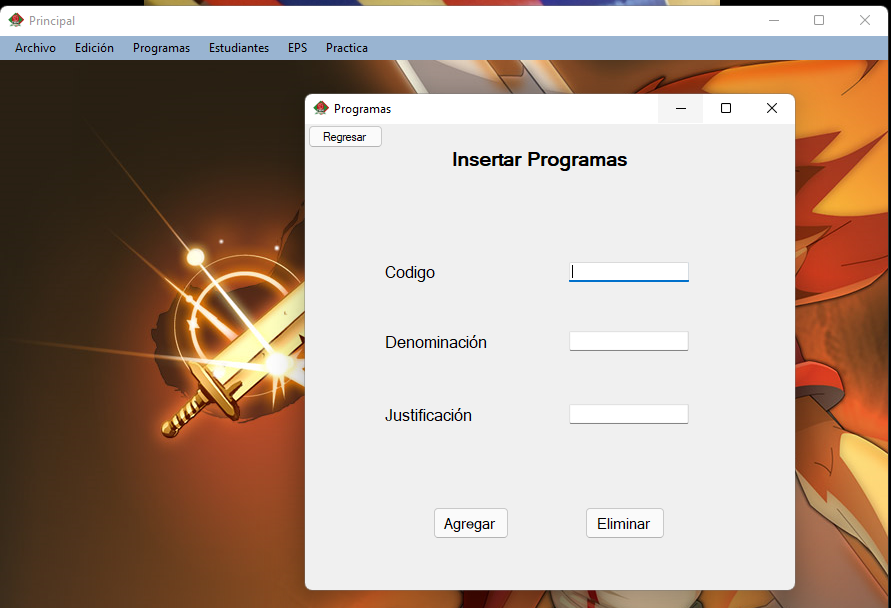 Principal
Archivo Edición Programas Estudiantes EPS Practica
Programas
Regresar
Insertar Programas
Codigo
Denominación
Justificación
Agregar Eliminar